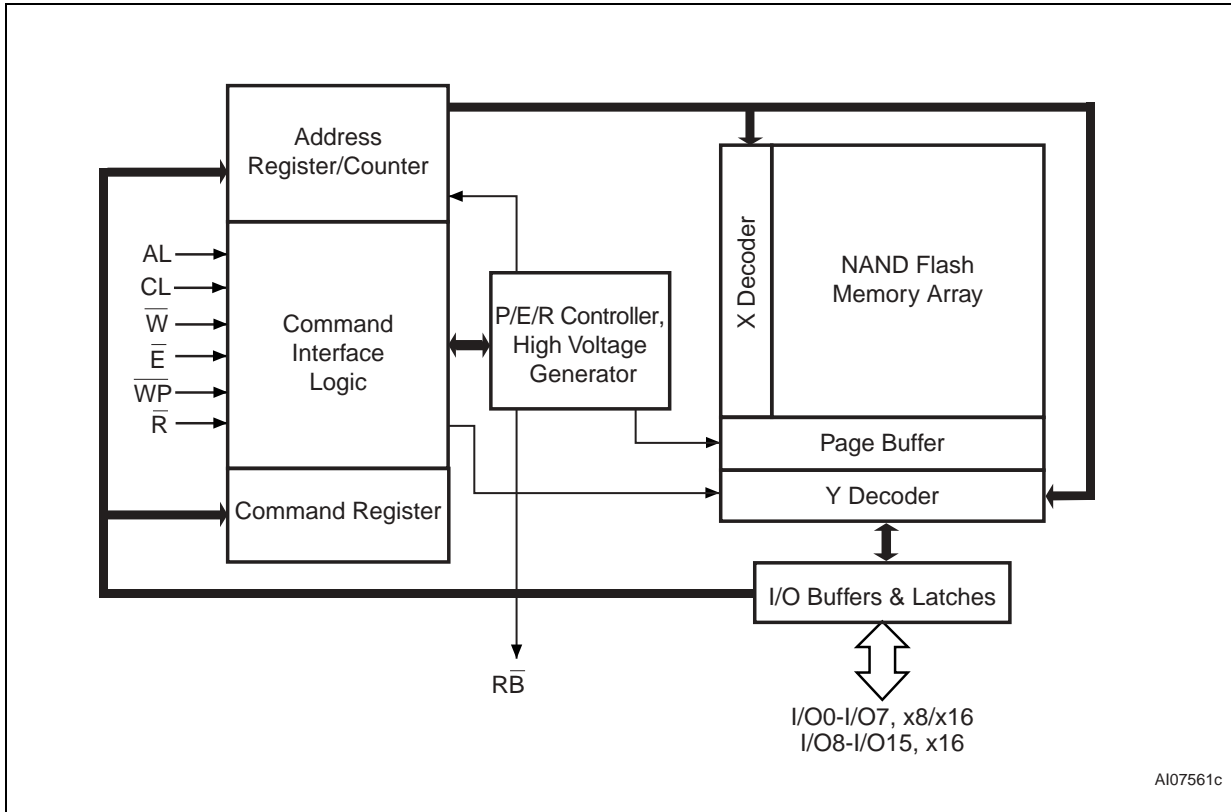 Address
Register/Counter
AL
CL
W̅
E̅
W̅P̅
R̅
Command
Interface
Logic
Command Register
P/E/R Controller,
High Voltage
Generator
RB̅
X Decoder
NAND Flash
Memory Array
Page Buffer
Y Decoder
I/O Buffers & Latches
I/O0-I/O7, x8/x16
I/O8-I/O15, x16
AI07561c